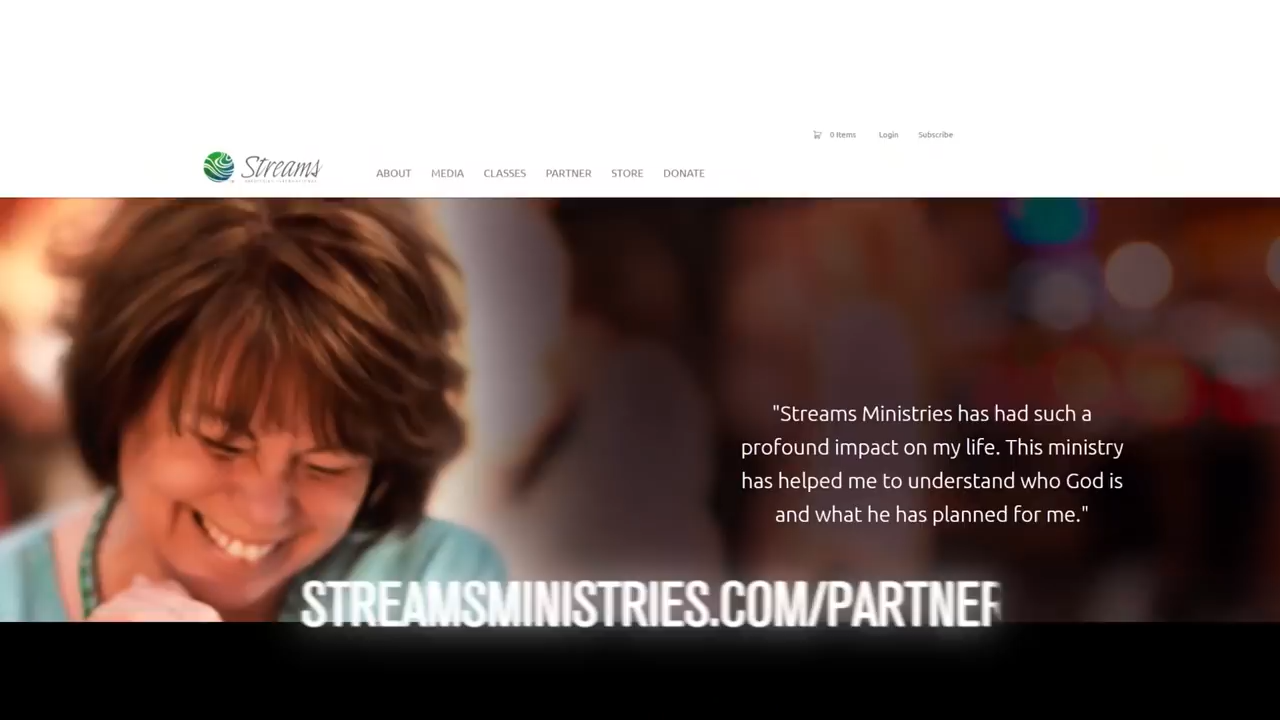 0 Items Login Subscribe
Streams
ABOUT MEDIA CLASSES PARTNER STORE DONATE
"Streams Ministries has had such a
profound impact on my life. This ministry
has helped me to understand who God is
and what he has planned for me."
STREAMSMINISTRIES.COM/PARTNER